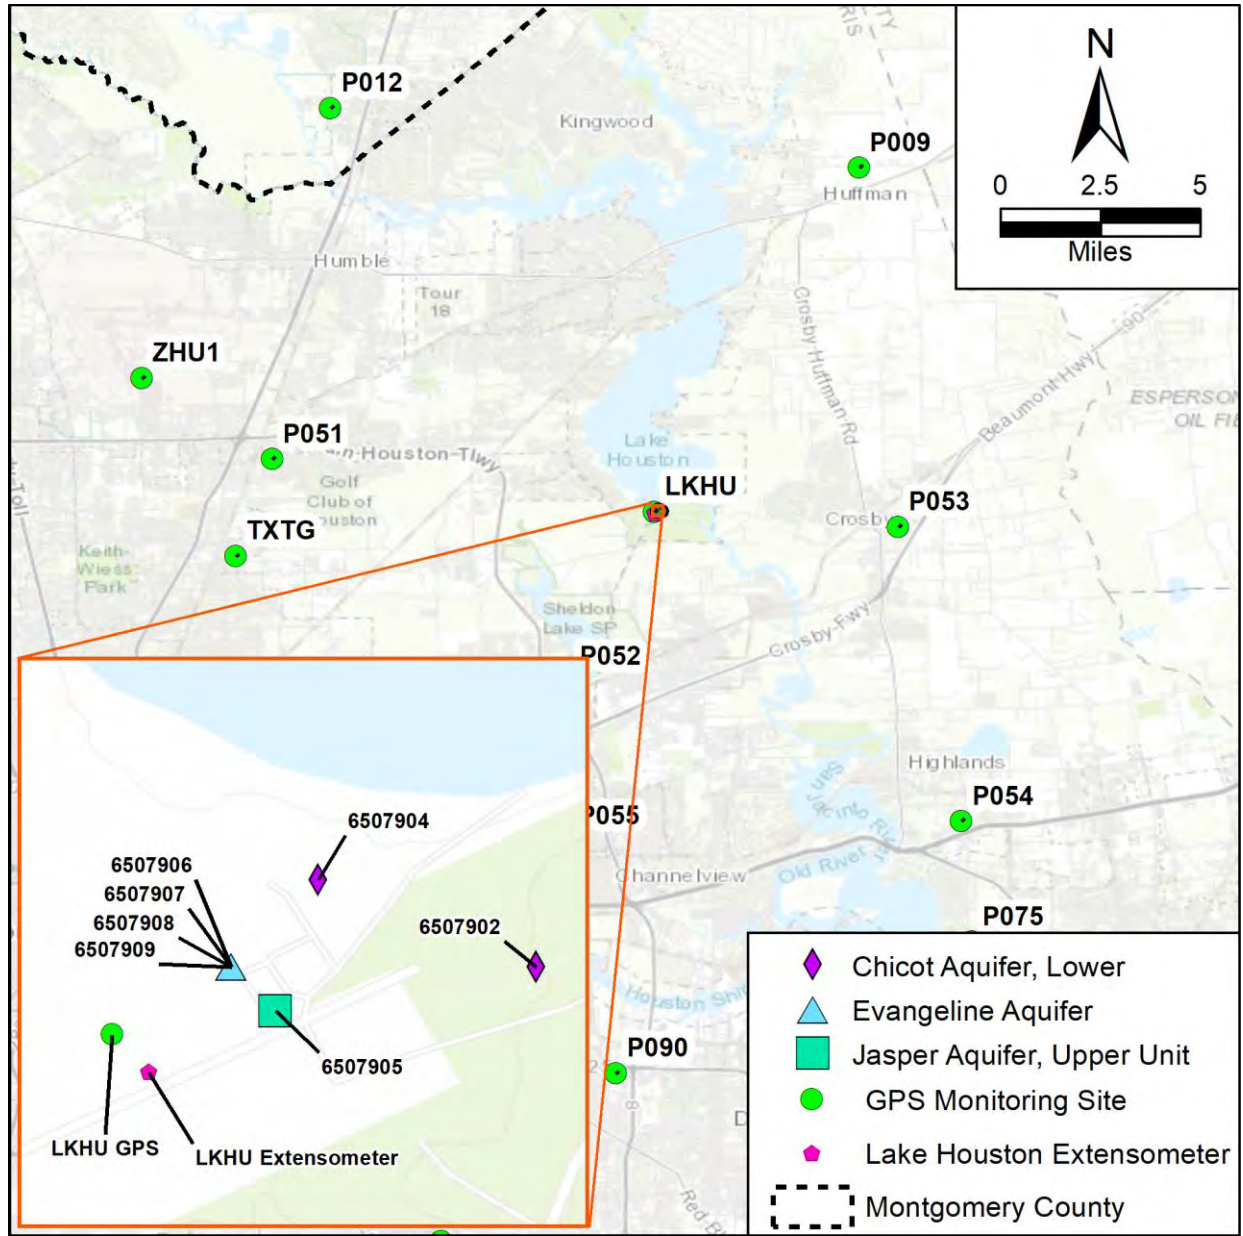 P012
Kingwood
P009
Huffman
N
0 2.5 5
Miles
Humble
Tour
18
ZHU1
P051
Golf
Club of
TXTG
Keith-
Wiess
Park
Toll
Lake
Houston
LKHU
Crosby-Huffman Rd
Beaumont Hwy
90
OIL
P053
Sheldon
Lake SP
P052
Crosby Fwy
Highlands
P054
San
Jacinto
Old River
P055
Channelview
P075
Houston
P090
8
6507904
6507906
6507907
6507908
6507909
6507902
6507905
LKHU GPS
LKHU Extensometer
Chicot Aquifer, Lower
Evangeline Aquifer
Jasper Aquifer, Upper Unit
GPS Monitoring Site
Lake Houston Extensometer
Montgomery County